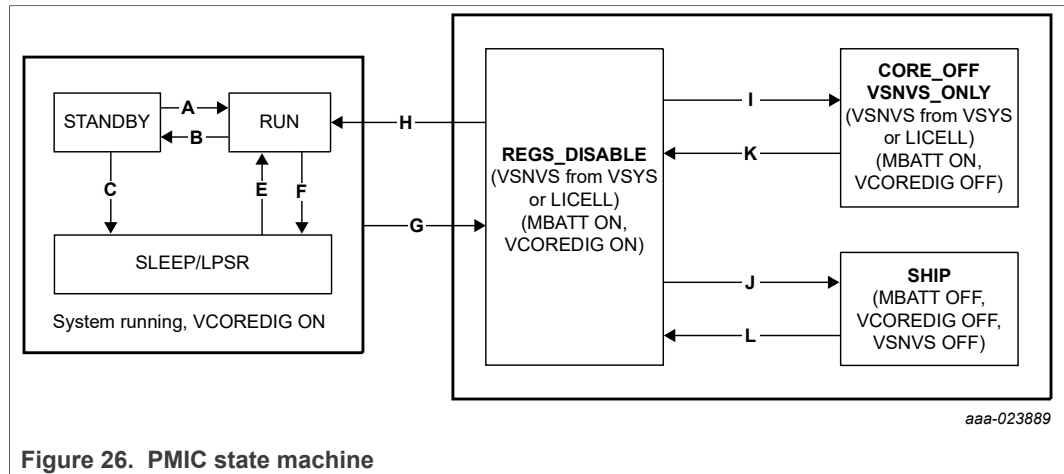 STANDBY
A
B
RUN
C
E
F
SLEEP/LPSR
System running, VCOREDIG ON
H
G
REGS_DISABLE
(VSNVS from VSYS
or LICELL)
(MBATT ON,
VCOREDIG ON)
I
K
J
L
CORE_OFF
VSNVS_ONLY
(VSNVS from VSYS
or LICELL)
(MBATT ON,
VCOREDIG OFF)
SHIP
(MBATT OFF,
VCOREDIG OFF,
VSNVS OFF)
aaa-023889
Figure 26. PMIC state machine